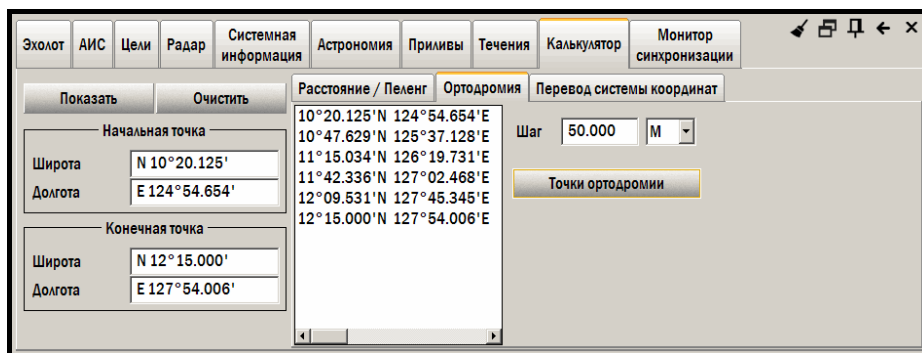 Эхолот АИС Цели Радар Системная информация Астрономия Приливы Течения Калькулятор Монитор синхронизации
Показать Очистить
Расстояние / Пеленг Ортодромия Перевод системы координат
Начальная точка
Широта N 10°20.125'
Долгота E 124°54.654'
Конечная точка
Широта N 12°15.000'
Долгота E 127°54.006'
10°20.125'N 124°54.654'E
10°47.629'N 125°37.128'E
11°15.034'N 126°19.731'E
11°42.336'N 127°02.468'E
12°09.531'N 127°45.345'E
12°15.000'N 127°54.006'E
Шаг 50.000 М
Точки ортодромии